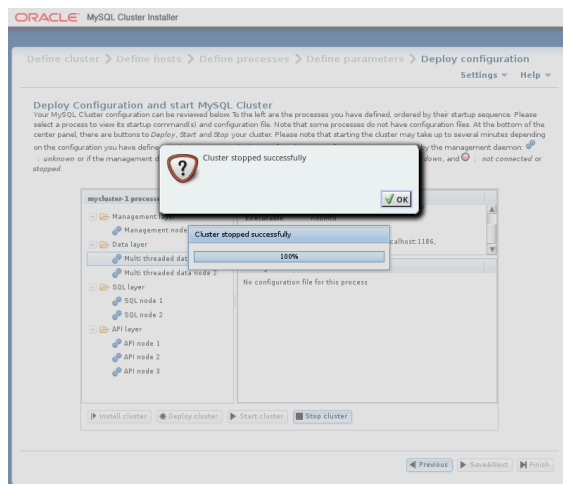 ORACLE MySQL Cluster Installer
Define cluster > Define hosts > Define processes > Define parameters > Deploy configuration
Settings Help
Deploy Configuration and start MySQL Cluster
Your MySQL Cluster configuration can be reviewed below. To the left are the processes you have defined, ordered by their startup sequence. Please
select a process to view its startup command(s) and configuration file. Note that some processes do not have configuration files. At the bottom of the
center panel, there are buttons to Deploy, Start and Stop your cluster. Please note that starting the cluster may take up to several minutes depending
on the configuration you have define by the management daemon:
: unknown or if the management d down, and : not connected or
stopped.
Cluster stopped successfully
OK
mycluster-1 processe
Management layer
Management node
Data layer
Multi threaded dat
Multi threaded data node 2
SQL layer
SQL node 1
SQL node 2
API layer
API node 1
API node 2
API node 3
Executable
calhost:1186,
Cluster stopped successfully
100%
No configuration file for this process
Install cluster Deploy cluster Start cluster Stop cluster
Previous Save&Next Finish